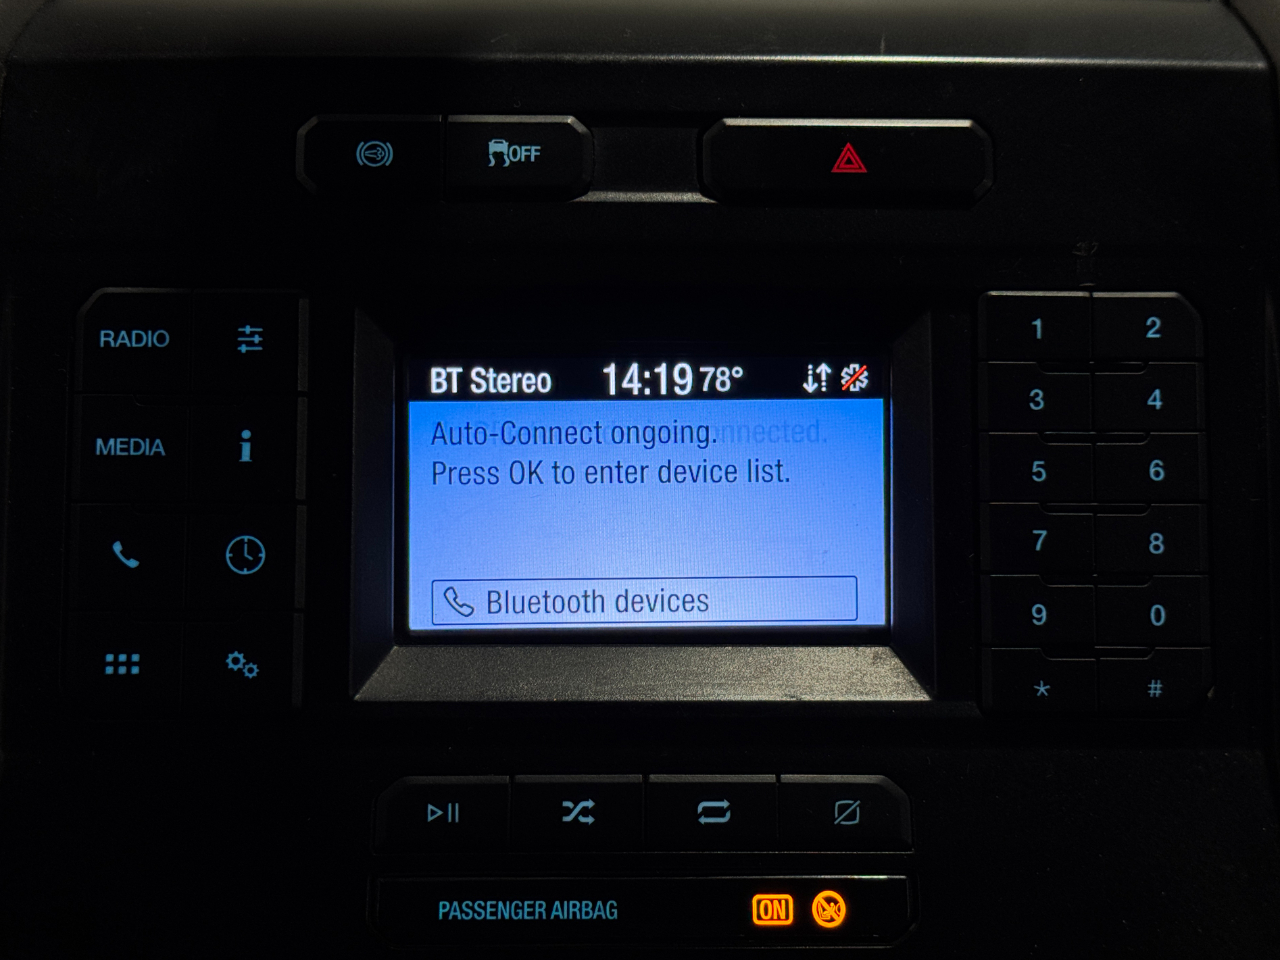 OFF
BT Stereo 14:19 78°
RADIO
MEDIA
Auto-Connect ongoing.
nnected.
Press OK to enter device list.
Bluetooth devices
1 2
3 4
5 6
7 8
9 0
* #
PASSENGER AIRBAG ON